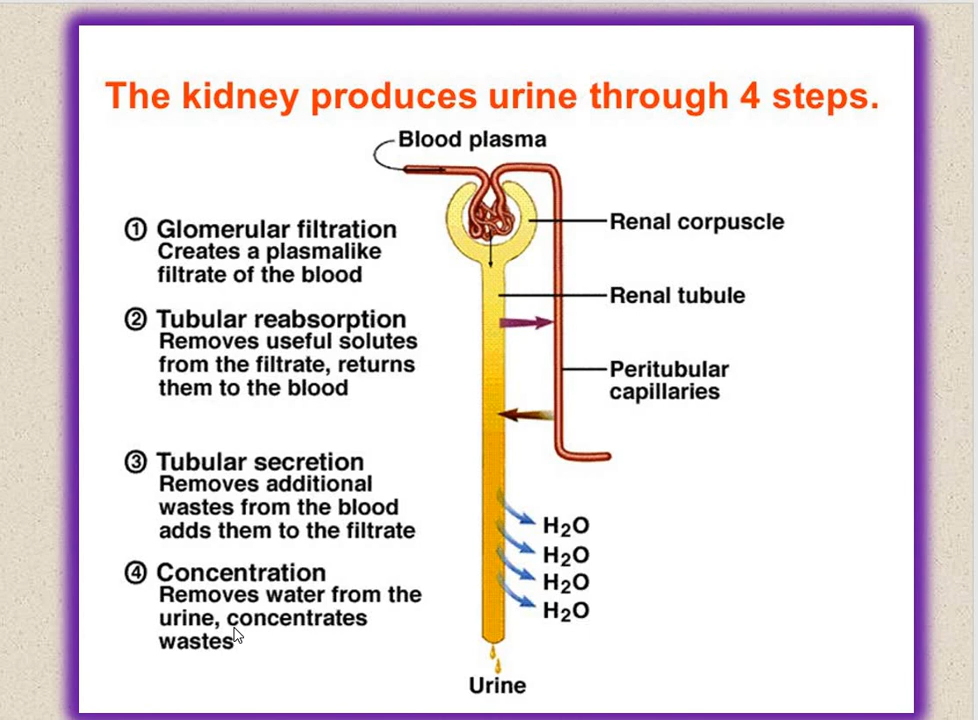 The kidney produces urine through 4 steps.
Blood plasma
① Glomerular filtration
Creates a plasmalike
filtrate of the blood
② Tubular reabsorption
Removes useful solutes
from the filtrate, returns
them to the blood
③ Tubular secretion
Removes additional
wastes from the blood
adds them to the filtrate
④ Concentration
Removes water from the
urine, concentrates
wastes
Renal corpuscle
Renal tubule
Peritubular
capillaries
H₂O
H₂O
H₂O
H₂O
Urine